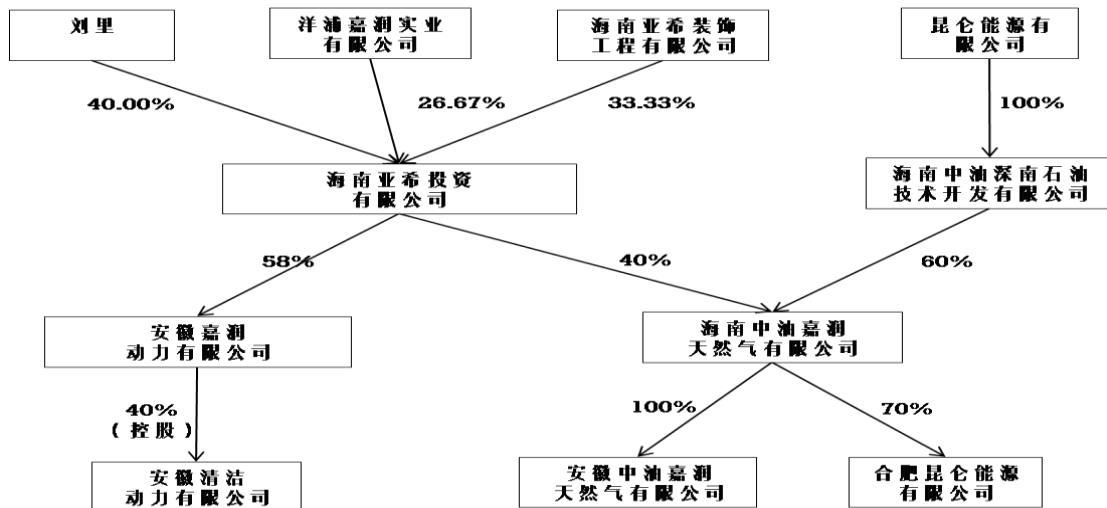 刘里
洋浦嘉润实业
有限公司
海南亚希装饰
工程有限公司
昆仑能源有
限公司
40.00%
26.67%
33.33%
100%
海南亚希投资
有限公司
海南中油深南石油
技术开发有限公司
58%
40%
60%
安徽嘉润
动力有限公司
海南中油嘉润
天然气有限公司
40%
(控股)
100%
70%
安徽清洁
动力有限公司
安徽中油嘉润
天然气有限公司
合肥昆仑能源
有限公司